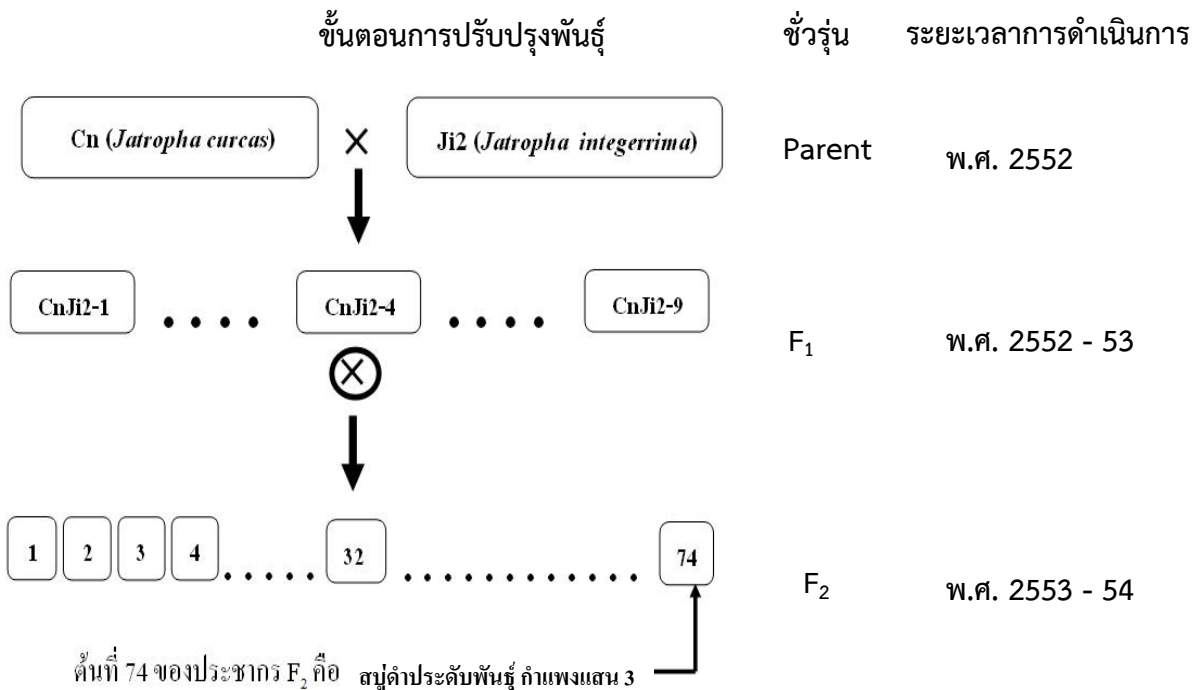 ขั้นตอนการปรับปรุงพันธุ์ ชั่วรุ่น ระยะเวลาการดำเนินการ
Cn (Jatropha curcas) × Ji2 (Jatropha integerrima) Parent พ.ศ. 2552
CnJi2-1 . . . . CnJi2-4 . . . . CnJi2-9
F₁ พ.ศ. 2552 - 53
1 2 3 4 . . . . . 32 . . . . . . . . . . . . 74
F₂ พ.ศ. 2553 - 54
ต้นที่ 74 ของประชากร F₂ คือ สบู่ดำประดับพันธุ์ กำแพงแสน 3